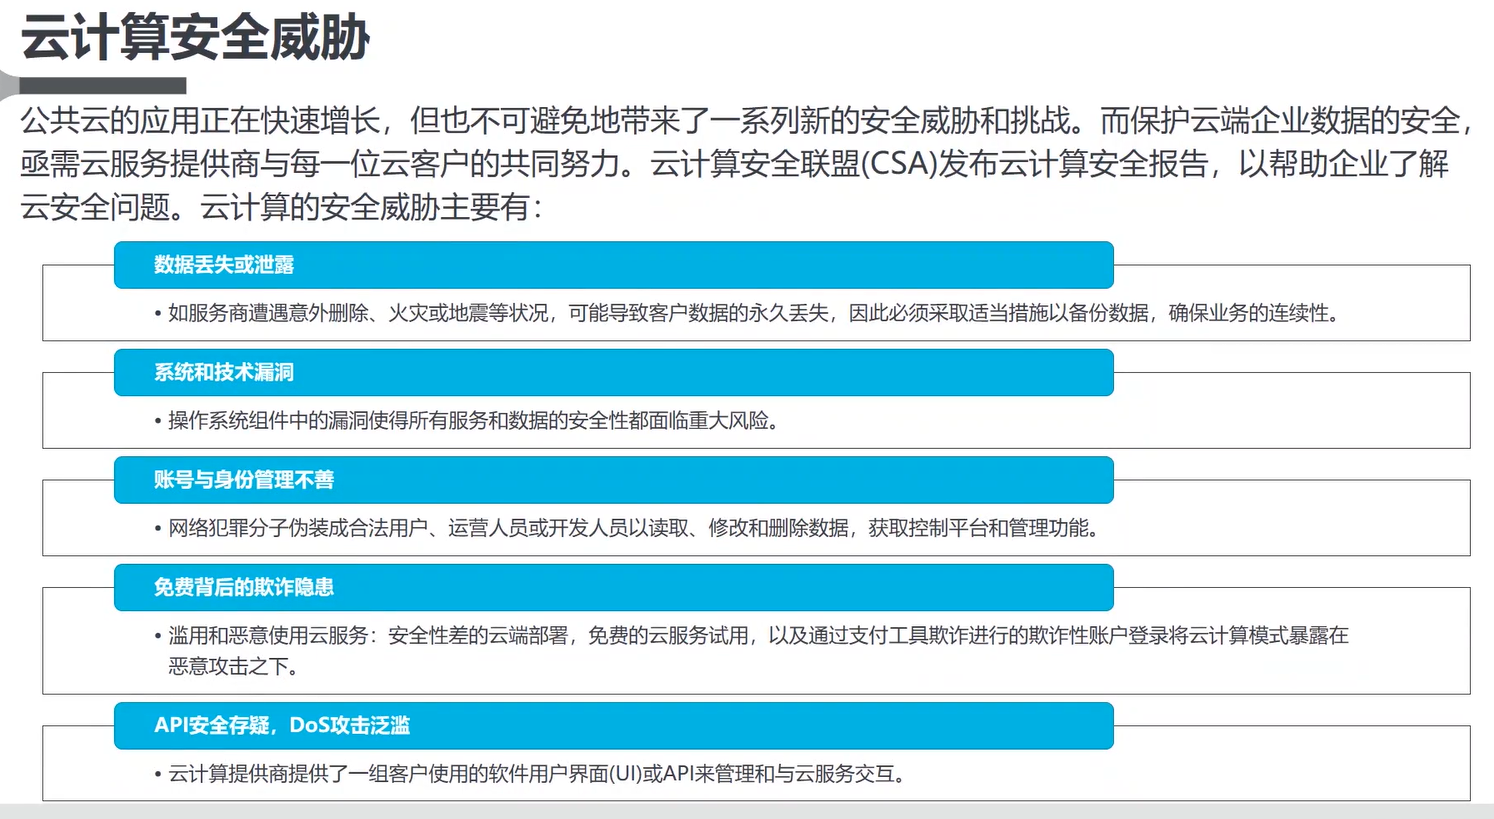 云计算安全威胁
公共云的应用正在快速增长，但也不可避免地带来了一系列新的安全威胁和挑战。而保护云端企业数据的安全，
亟需云服务提供商与每一位云客户的共同努力。云计算安全联盟(CSA)发布云计算安全报告，以帮助企业了解
云安全问题。云计算的安全威胁主要有：
数据丢失或泄露
• 如服务商遭遇意外删除、火灾或地震等状况，可能导致客户数据的永久丢失，因此必须采取适当措施以备份数据，确保业务的连续性。
系统和技术漏洞
• 操作系统组件中的漏洞使得所有服务和数据的安全性都面临重大风险。
账号与身份管理不善
• 网络犯罪分子伪装成合法用户、运营人员或开发人员以读取、修改和删除数据，获取控制平台和管理功能。
免费背后的欺诈隐患
• 滥用和恶意使用云服务：安全性差的云端部署，免费的云服务试用，以及通过支付工具欺诈进行的欺诈性账户登录将云计算模式暴露在
恶意攻击之下。
API安全存疑，DoS攻击泛滥
• 云计算提供商提供了一组客户使用的软件用户界面(UI)或API来管理和与云服务交互。